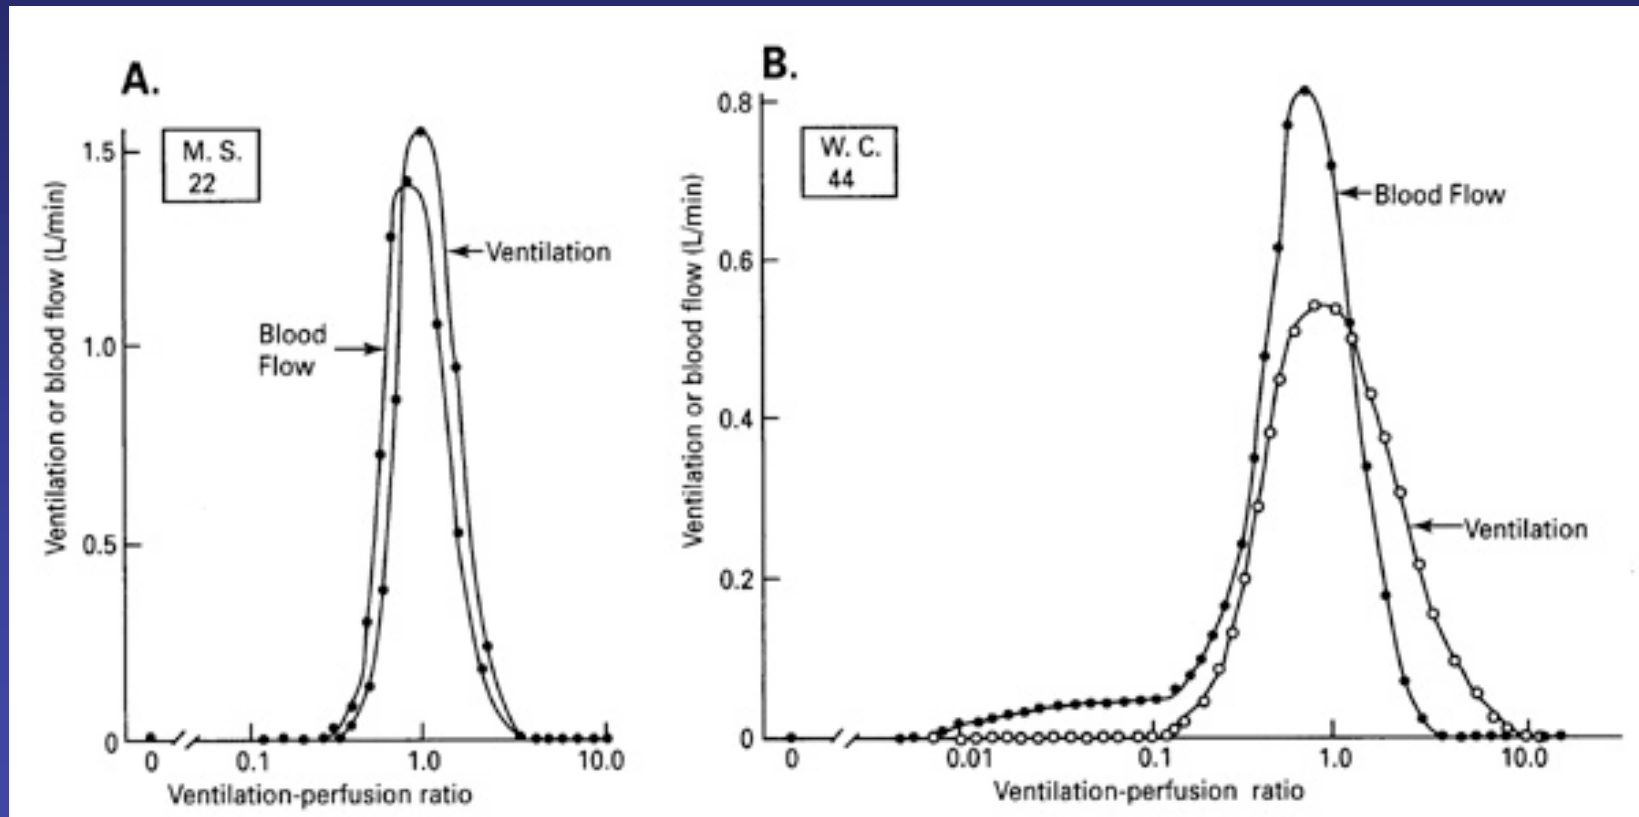 A.
M. S.
22
Ventilation or blood flow (L/min)
1.5
1.0
0.5
0
Ventilation
Blood
Flow
0
0.1
1.0
10.0
Ventilation-perfusion ratio
B.
W. C.
44
Ventilation or blood flow (L/min)
0.8
0.6
0.4
0.2
0
Blood Flow
Ventilation
0
0.01
0.1
1.0
10.0
Ventilation-perfusion ratio